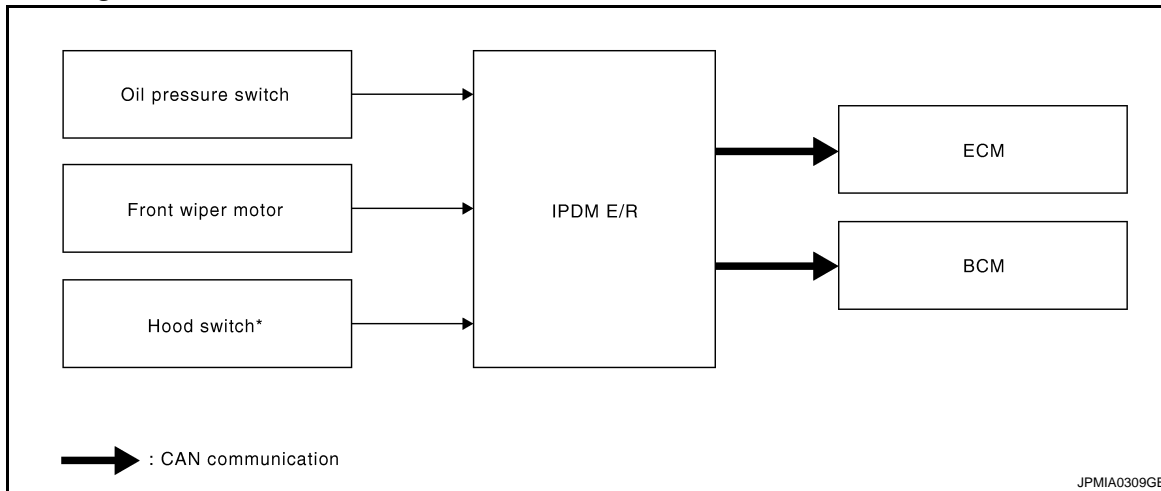 Oil pressure switch
Front wiper motor
Hood switch*
IPDM E/R
ECM
BCM
: CAN communication
JPMIA0309GB